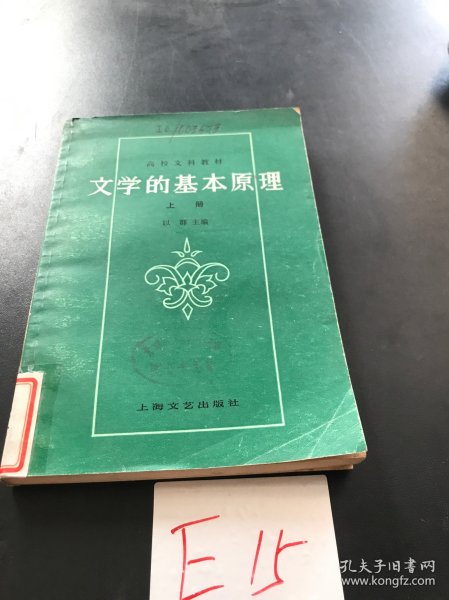 高校文科教材
文学的基本原理
上册
以群 主编
上海文艺出版社
E15
孔夫子旧书网
www.kongfz.com